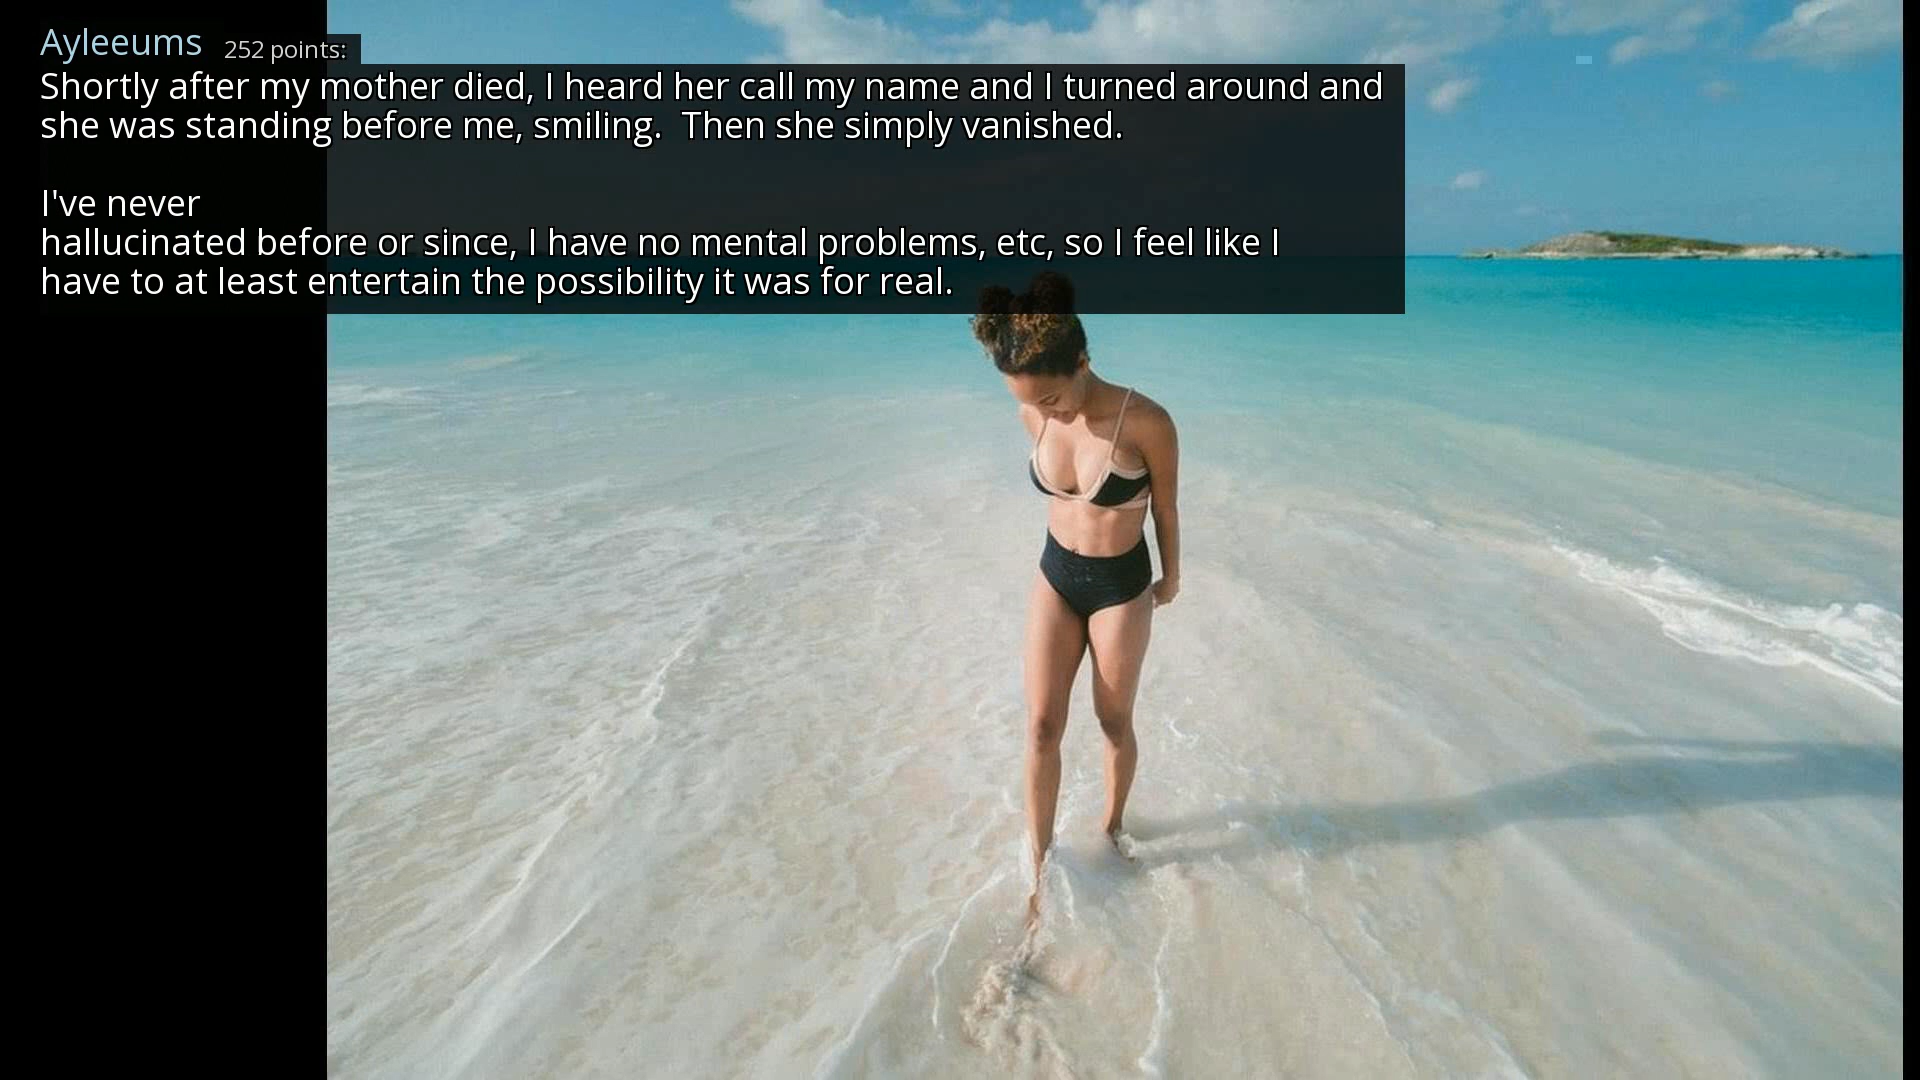 Ayleeums 252 points:
Shortly after my mother died, I heard her call my name and I turned around and
she was standing before me, smiling.  Then she simply vanished.
I've never
hallucinated before or since, I have no mental problems, etc, so I feel like I
have to at least entertain the possibility it was for real.